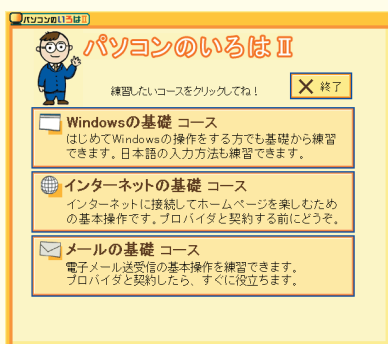 パソコンのいろはⅡ
パソコンのいろはⅡ
練習したいコースをクリックしてね！
終了
Windowsの基礎 コース
はじめてWindowsの操作をする方でも基礎から練習
できます。日本語の入力方法も練習できます。
インターネットの基礎 コース
インターネットに接続してホームページを楽しむため
の基本操作です。プロバイダと契約する前にどうぞ。
メールの基礎 コース
電子メール送受信の基本操作を練習できます。
プロバイダと契約したら、すぐに役立ちます。